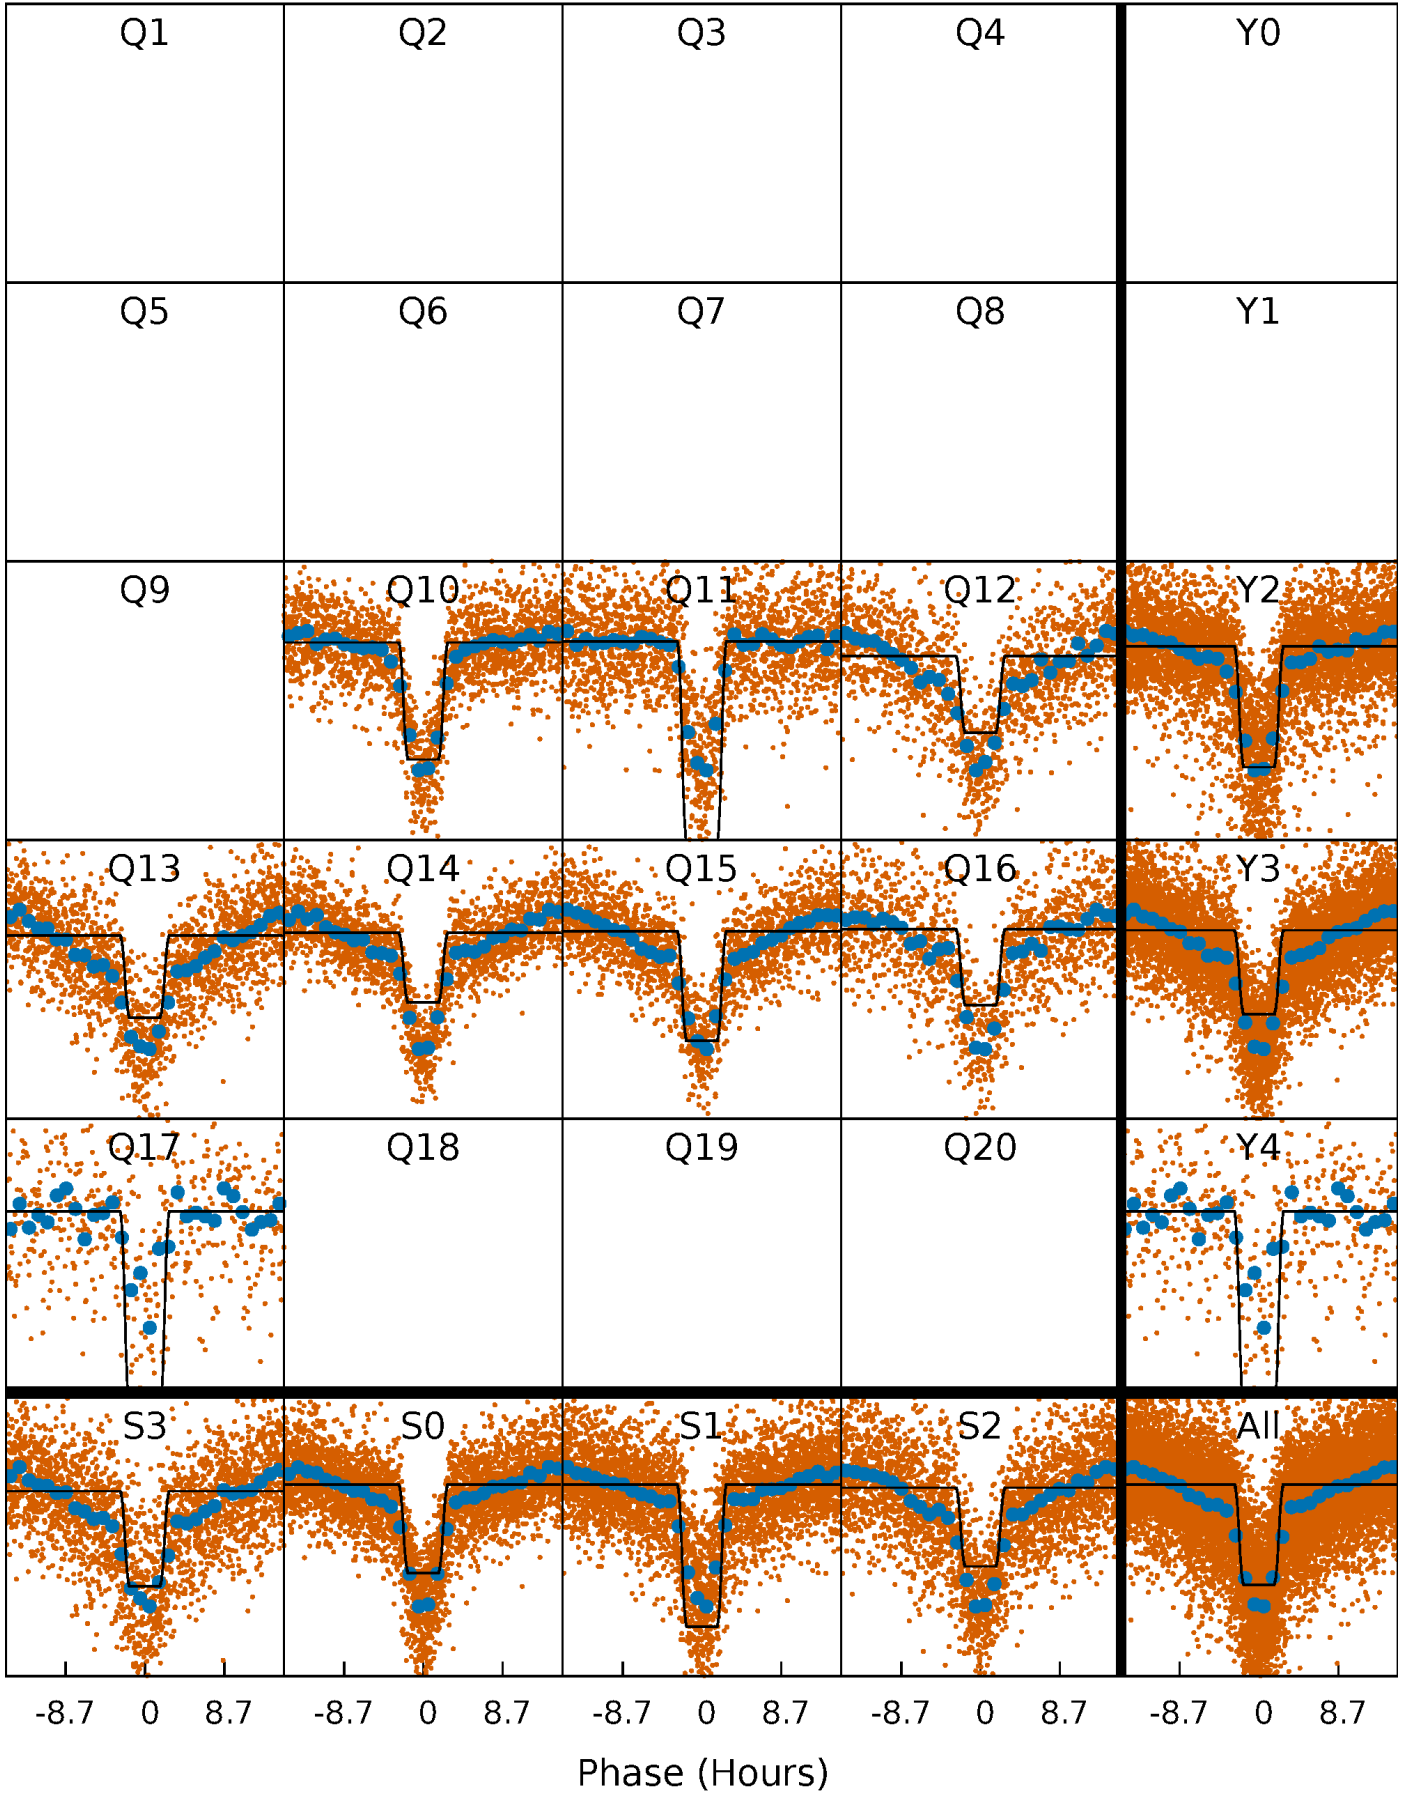 Q1 Q2 Q3 Q4 Y0
Q5 Q6 Q7 Q8 Y1
Q9 Q10 Q11 Q12 Y2
Q13 Q14 Q15 Q16 Y3
Q17 Q18 Q19 Q20 Y4
S3 S0 S1 S2 All
-8.7 0 8.7 -8.7 0 8.7 -8.7 0 8.7 -8.7 0 8.7 -8.7 0 8.7
Phase (Hours)